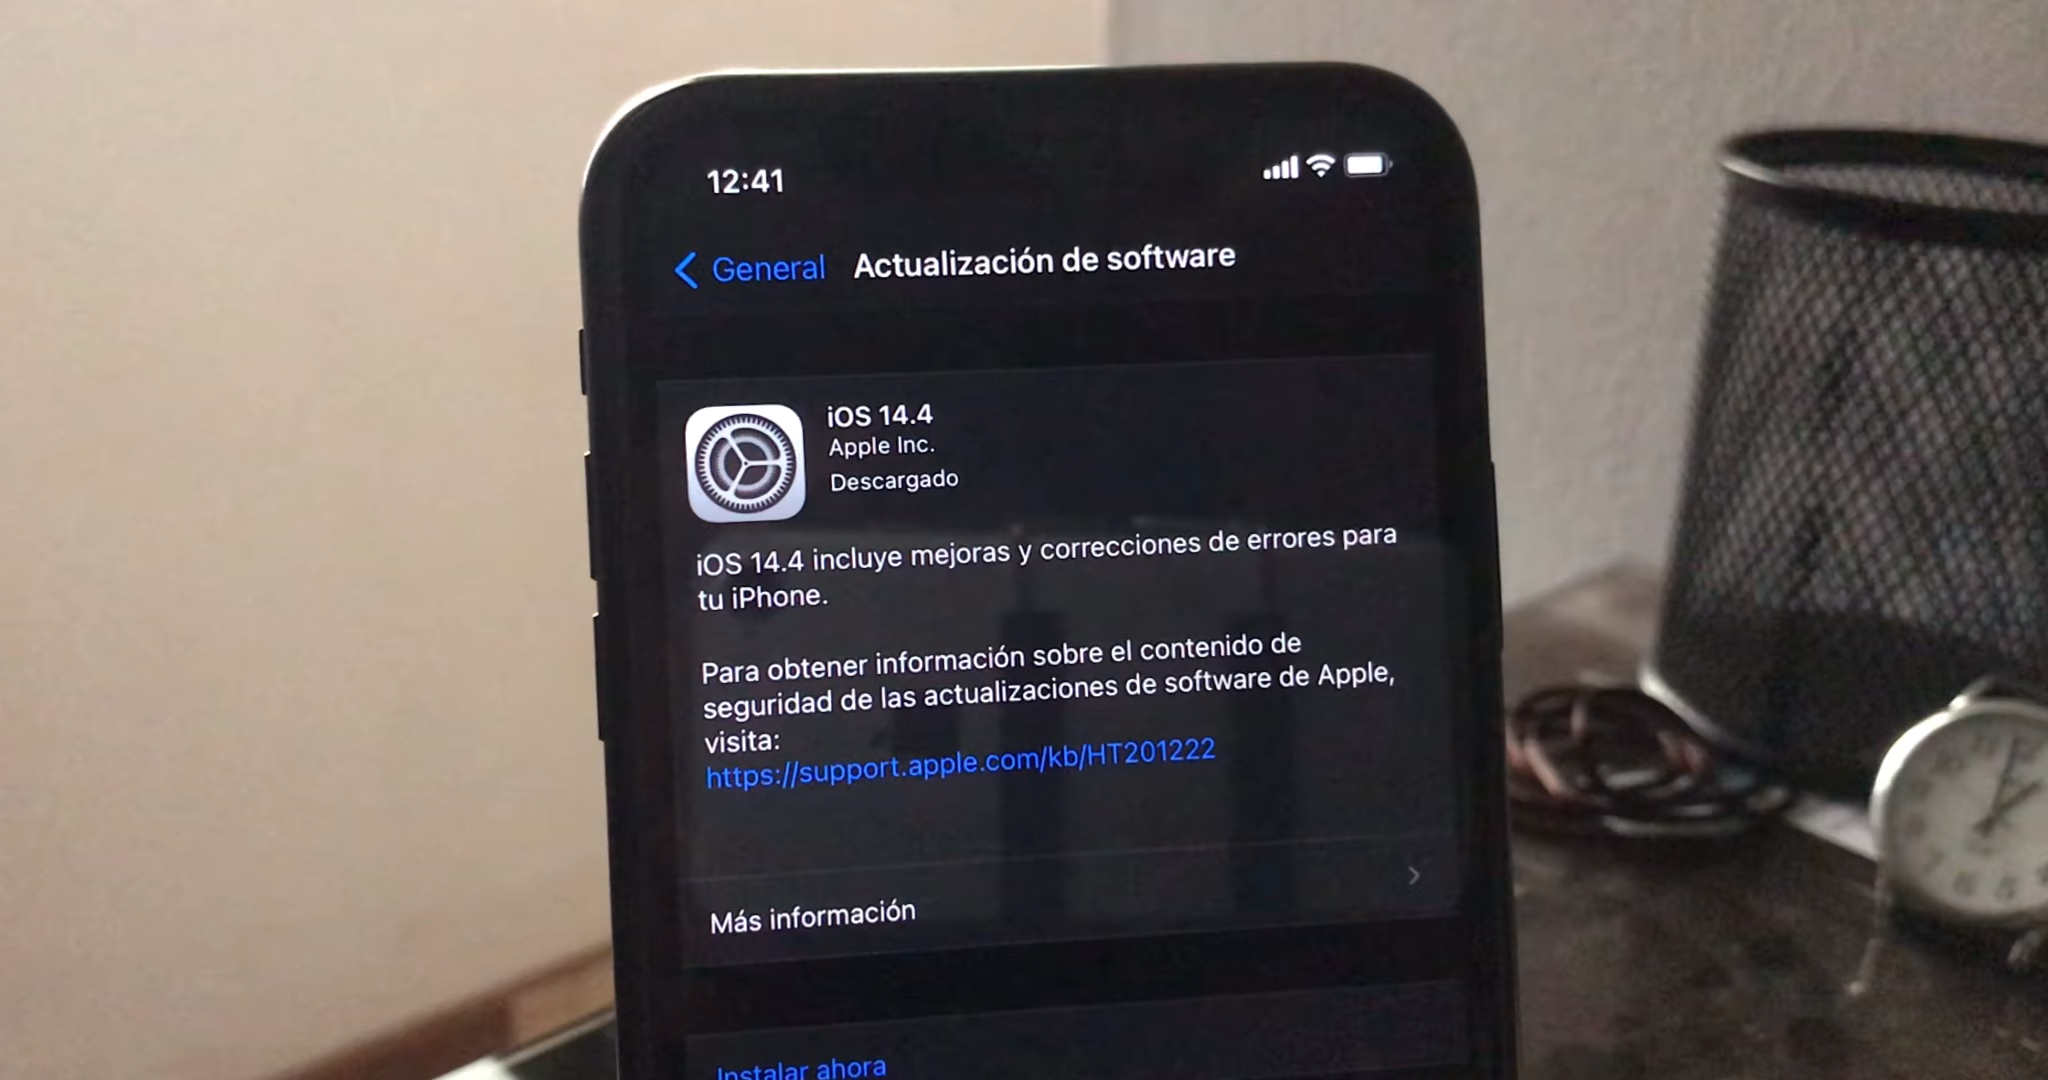 12:41
General Actualización de software
iOS 14.4
Apple Inc.
Descargado
iOS 14.4 incluye mejoras y correcciones de errores para
tu iPhone.
Para obtener información sobre el contenido de
seguridad de las actualizaciones de software de Apple,
visita:
https://support.apple.com/kb/HT201222
Más información
Instalar ahora